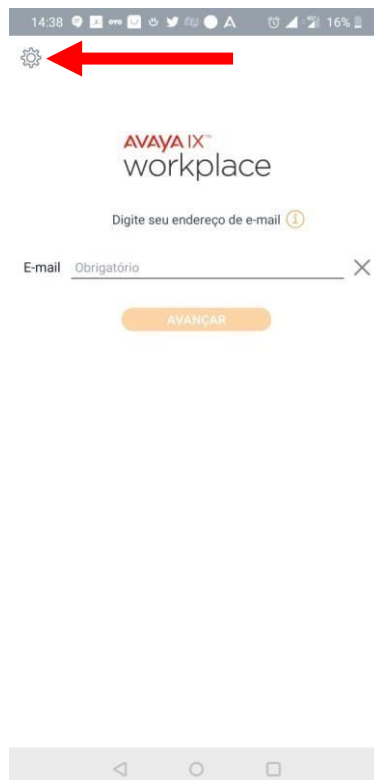 14:38 16%
AVAYA IX™
workplace
Digite seu endereço de e-mail
E-mail Obrigatório
AVANÇAR